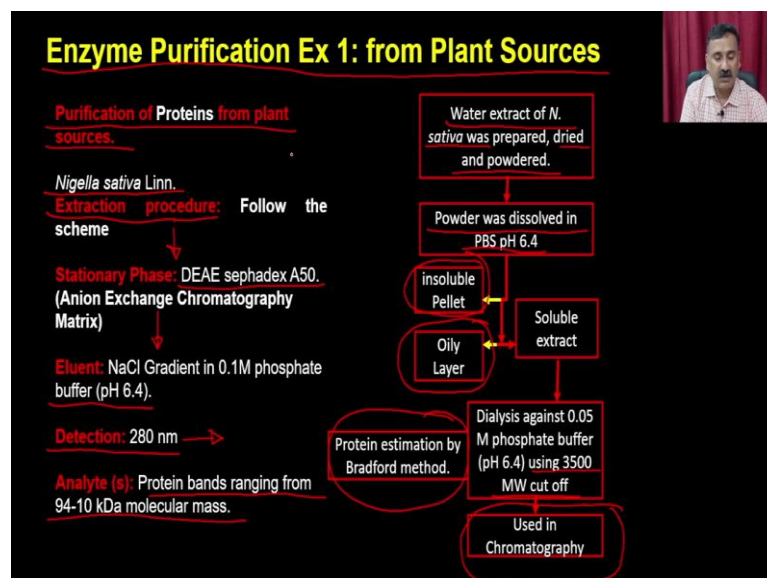 Enzyme Purification Ex 1: from Plant Sources
Purification of Proteins from plant
sources.
Nigella sativa Linn.
Extraction procedure: Follow the
scheme
Stationary Phase: DEAE sephadex A50.
(Anion Exchange Chromatography
Matrix)
Eluent: NaCl Gradient in 0.1M phosphate
buffer (pH 6.4).
Detection: 280 nm
Analyte (s): Protein bands ranging from
94-10 kDa molecular mass.
Water extract of N.
sativa was prepared, dried
and powdered.
Powder was dissolved in
PBS pH 6.4
insoluble
Pellet
Oily
Layer
Soluble
extract
Protein estimation by
Bradford method.
Dialysis against 0.05
M phosphate buffer
(pH 6.4) using 3500
MW cut off
Used in
Chromatography